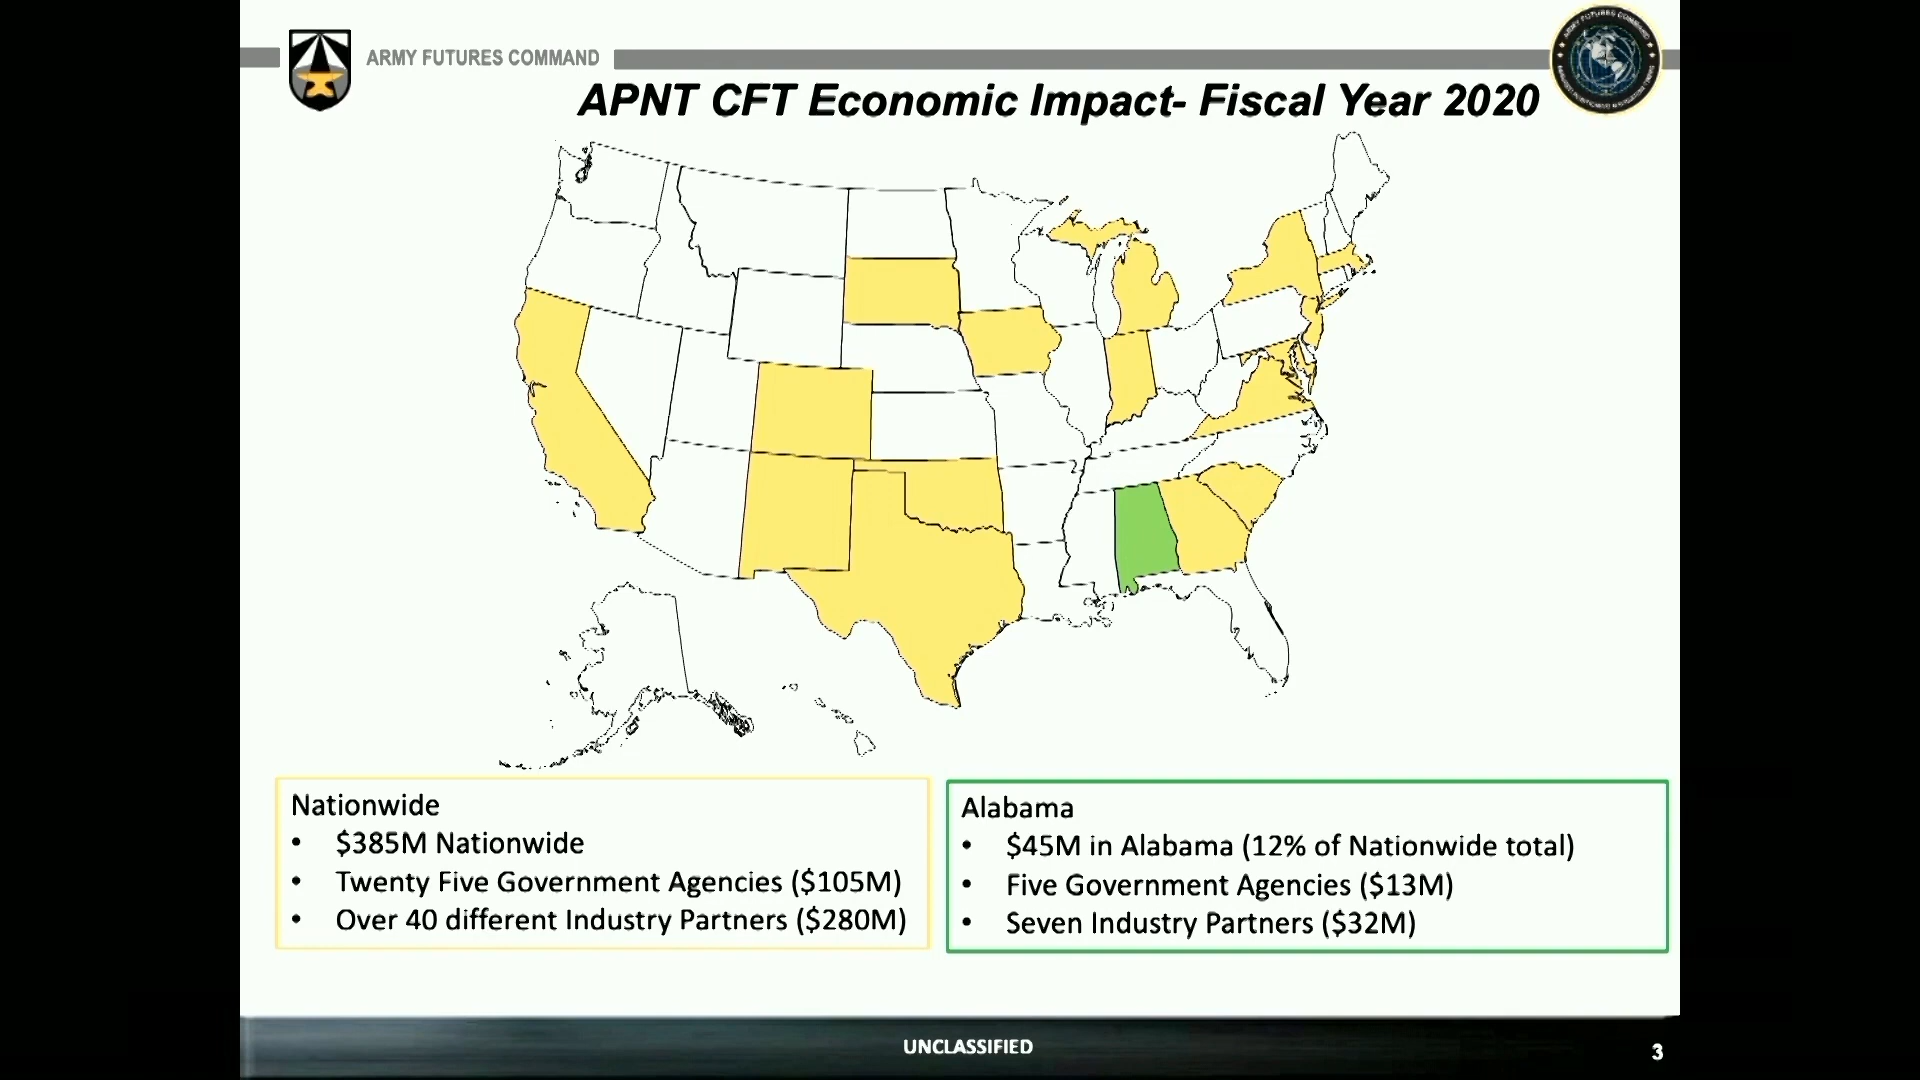 ARMY FUTURES COMMAND
APNT CFT Economic Impact- Fiscal Year 2020
Nationwide
• $385M Nationwide
• Twenty Five Government Agencies ($105M)
• Over 40 different Industry Partners ($280M)
Alabama
• $45M in Alabama (12% of Nationwide total)
• Five Government Agencies ($13M)
• Seven Industry Partners ($32M)
UNCLASSIFIED
3